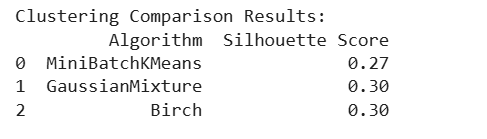 Clustering Comparison Results:
Algorithm Silhouette Score
0 MiniBatchKMeans 0.27
1 GaussianMixture 0.30
2 Birch 0.30